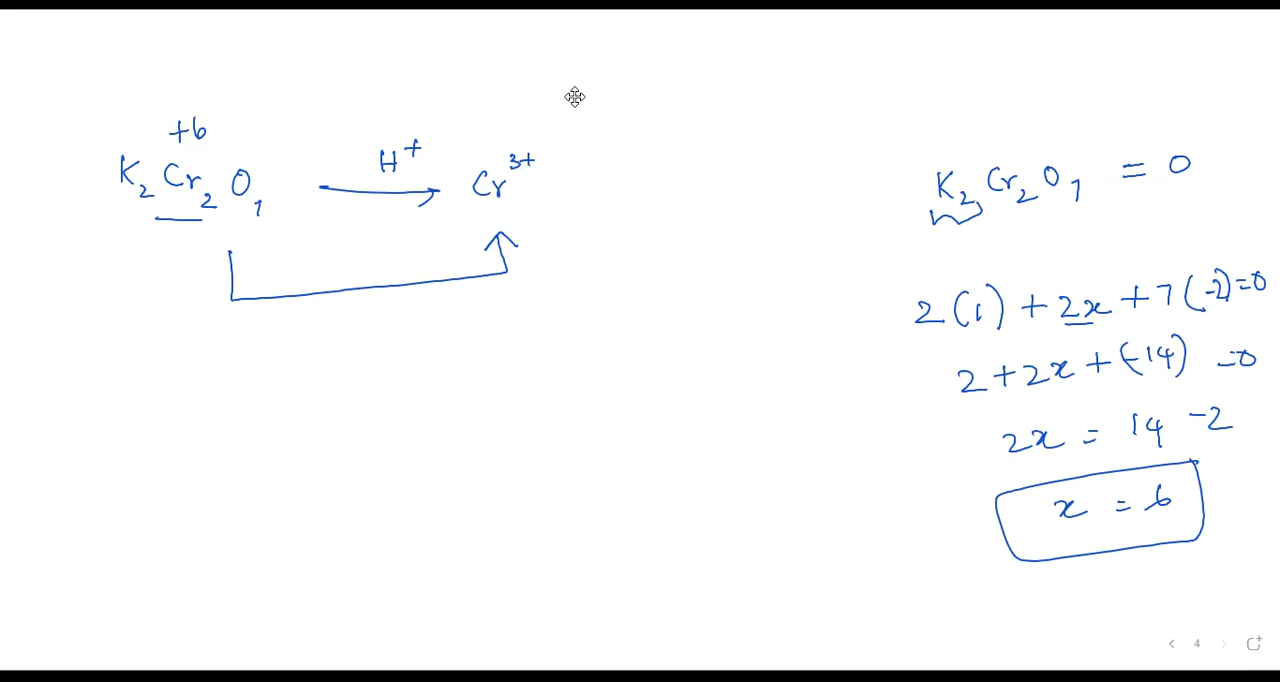 +6
K₂Cr₂O₇ H⁺ → Cr³⁺
K₂Cr₂O₇ = 0
2(1) + 2x + 7(-2) = 0
2 + 2x + (-14) = 0
2x = 14 - 2
x = 6
4